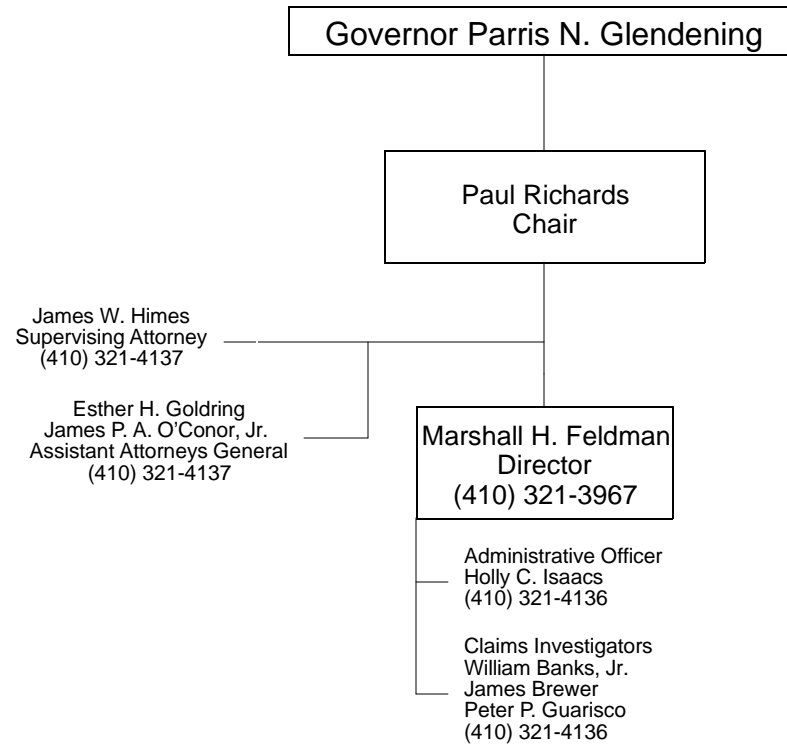 Governor Parris N. Glendening
Paul Richards
Chair
James W. Himes
Supervising Attorney
(410) 321-4137
Esther H. Goldring
James P. A. O'Conor, Jr.
Assistant Attorneys General
(410) 321-4137
Marshall H. Feldman
Director
(410) 321-3967
Administrative Officer
Holly C. Isaacs
(410) 321-4136
Claims Investigators
William Banks, Jr.
James Brewer
Peter P. Guarisco
(410) 321-4136